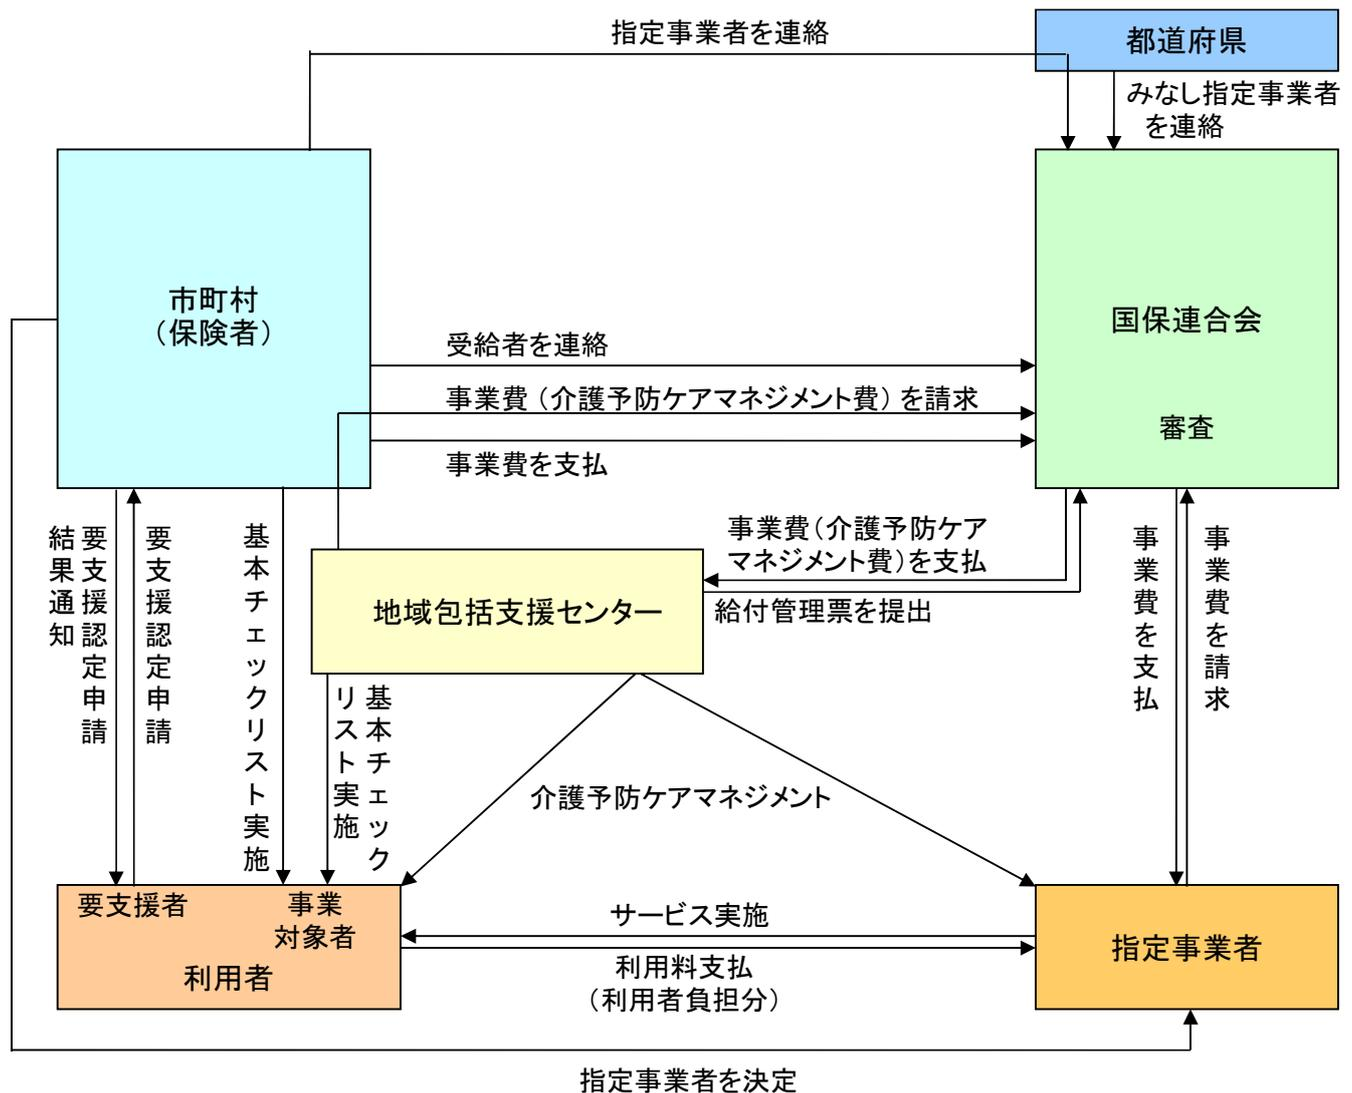 指定事業者を連絡
都道府県
みなし指定事業者
を連絡
市町村
（保険者）
国保連合会
審査
受給者を連絡
事業費（介護予防ケアマネジメント費）を請求
事業費を支払
要支援認定申請
結果通知
要支援認定申請
基本チェックリスト実施
事業費（介護予防ケア
マネジメント費）を支払
給付管理票を提出
地域包括支援センター
事業費を支払
事業費を請求
基本チェック
リスト実施
介護予防ケアマネジメント
要支援者
事業
対象者
利用者
サービス実施
利用料支払
（利用者負担分）
指定事業者
指定事業者を決定